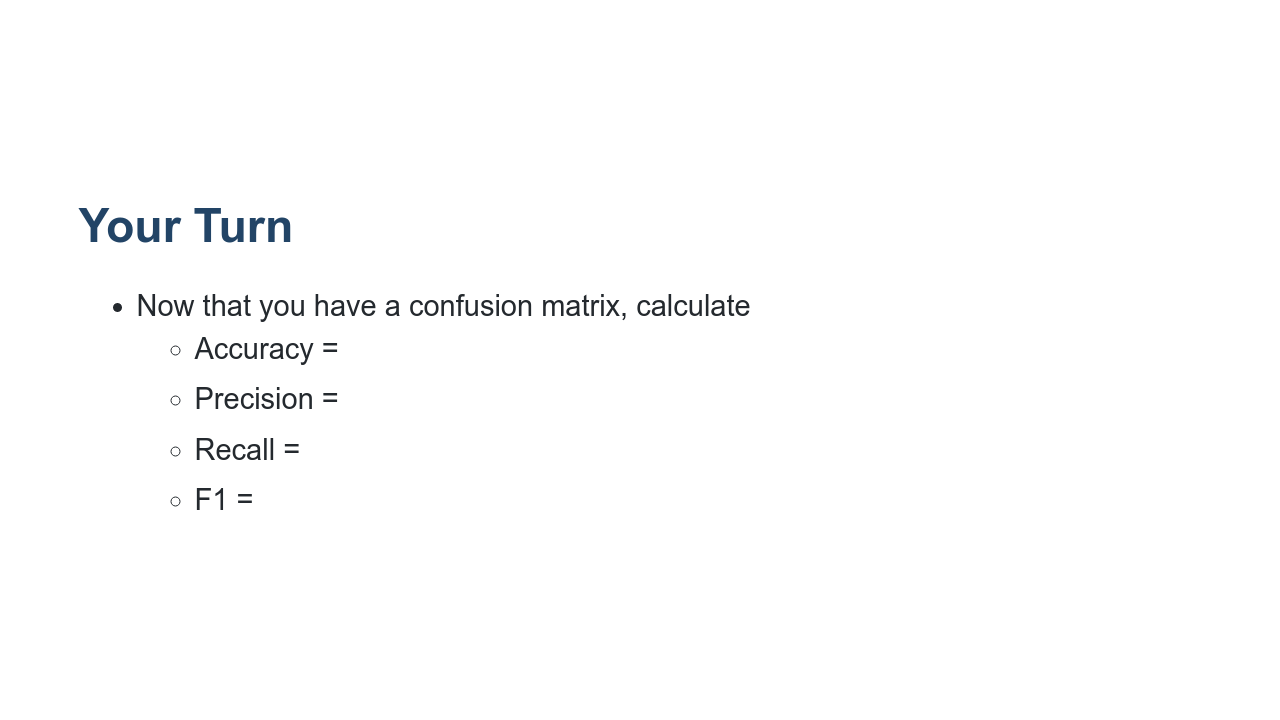 Your Turn
• Now that you have a confusion matrix, calculate
○ Accuracy =
○ Precision =
○ Recall =
○ F1 =